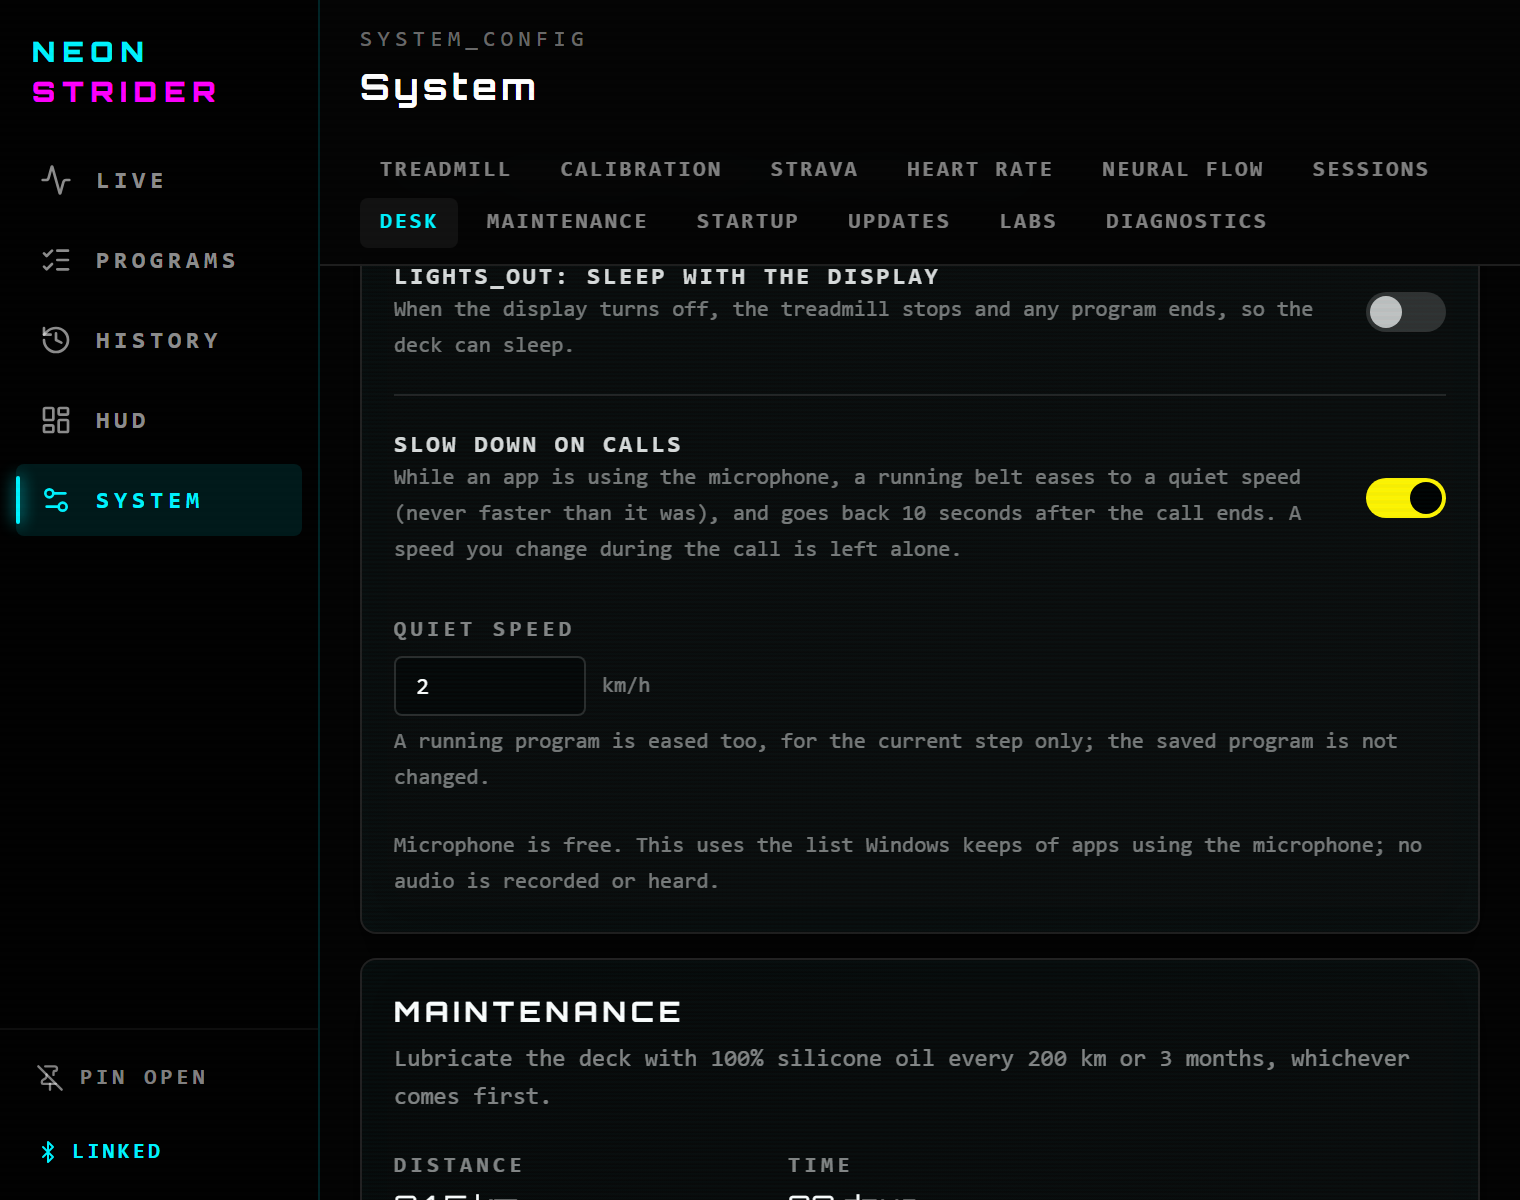 NEON
STRIDER
LIVE
PROGRAMS
HISTORY
HUD
SYSTEM
PIN OPEN
LINKED
SYSTEM_CONFIG
System
TREADMILL CALIBRATION STRAVA HEART RATE NEURAL FLOW SESSIONS
DESK MAINTENANCE STARTUP UPDATES LABS DIAGNOSTICS
LIGHTS_OUT: SLEEP WITH THE DISPLAY
When the display turns off, the treadmill stops and any program ends, so the
deck can sleep.
SLOW DOWN ON CALLS
While an app is using the microphone, a running belt eases to a quiet speed
(never faster than it was), and goes back 10 seconds after the call ends. A
speed you change during the call is left alone.
QUIET SPEED
2 km/h
A running program is eased too, for the current step only; the saved program is not
changed.
Microphone is free. This uses the list Windows keeps of apps using the microphone; no
audio is recorded or heard.
MAINTENANCE
Lubricate the deck with 100% silicone oil every 200 km or 3 months, whichever
comes first.
DISTANCE TIME